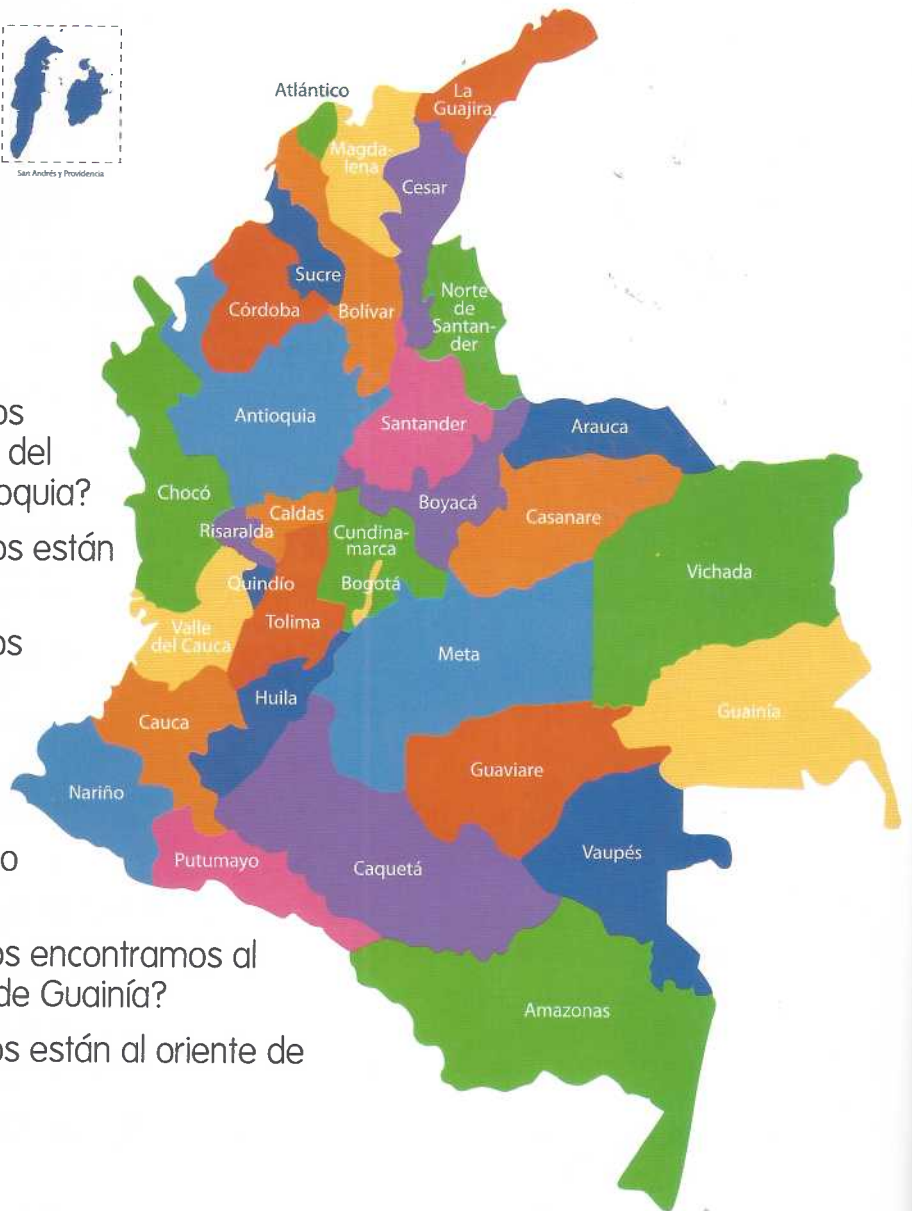 San Andrés y Providencia
Atlántico
La
Guajira
Magda-
lena
Cesar
Sucre
Córdoba
Bolívar
Norte
de
Santan-
der
Antioquia
Santander
Arauca
Chocó
Boyacá
Caldas
Casanare
Risaralda
Cundina-
marca
Quindío
Bogotá
Vichada
Tolima
Valle
del Cauca
Meta
Huila
Guainía
Cauca
Guaviare
Nariño
Putumayo
Caquetá
Vaupés
Amazonas
os
del
oquia?
os están
os
o
os encontramos al
de Guainía?
os están al oriente de